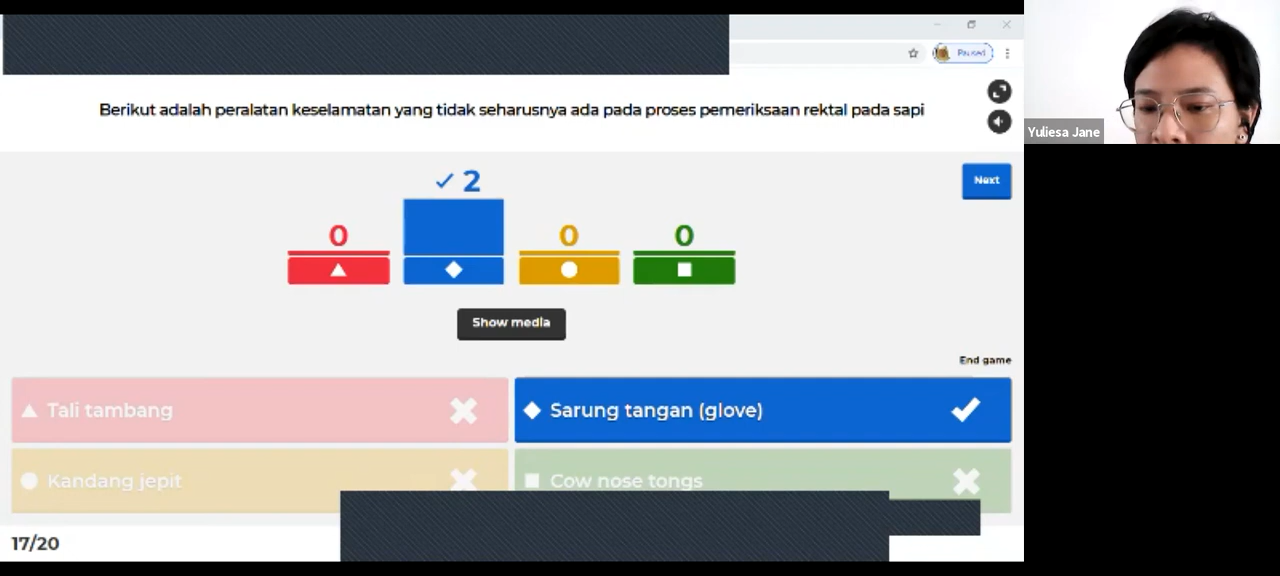 Paused
Berikut adalah peralatan keselamatan yang tidak seharusnya ada pada proses pemeriksaan rektal pada sapi
Yuliesa Jane
2
Next
0
0
0
Show media
End game
Tali tambang
Sarung tangan (glove)
Kandang jepit
Cow nose tongs
17/20